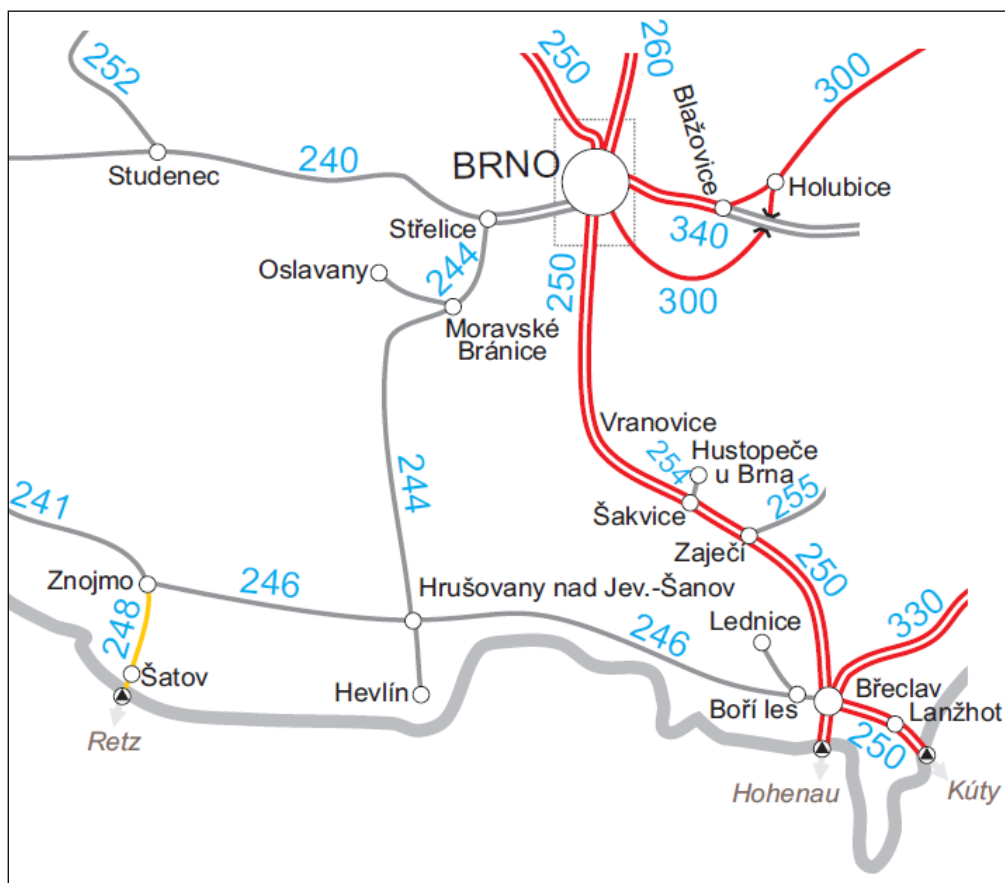 250
260
300
252
Blažovice
BRNO
240
Studenec
Holubice
Střelice
340
Oslavany
244
250
300
Moravské
Bránice
Vranovice
254
Hustopeče
u Brna
244
255
241
Šakvice
Zaječí
250
Znojmo
246
Hrušovany nad Jev.-Šanov
330
248
Lednice
246
Šatov
Hevlín
Boří les
Břeclav
Lanžhot
250
Retz
Hohenau
Kúty